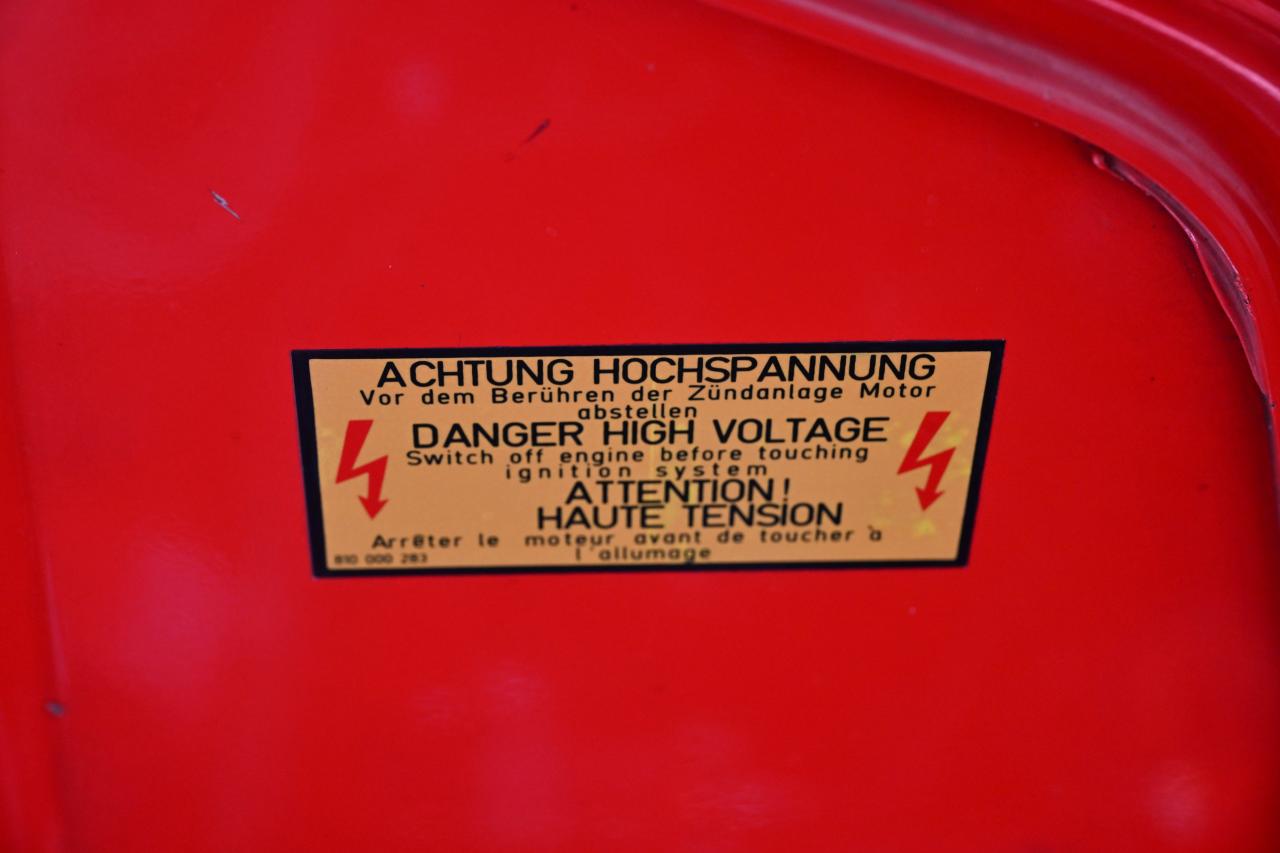 ACHTUNG HOCHSPANNUNG
Vor dem Berühren der Zündanlage Motor
abstellen
DANGER HIGH VOLTAGE
Switch off engine before touching
ignition system
ATTENTION!
HAUTE TENSION
Arrêter le moteur avant de toucher à
l'allumage
810 000 283